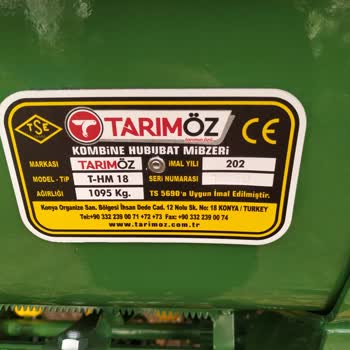 TSE
TARIMÖZ
CE
KOMBİNE HUBUBAT MİBZERİ
MARKASI TARIMÖZ İMAL YILI 202
MODEL - TİP T-HM 18 SERİ NUMARASI
AĞIRLIĞI 1095 Kg. TS 5690'a Uygun İmal Edilmiştir.
Konya Organize San. Bölgesi İhsan Dede Cad. 12 Nolu Sk. No: 18 KONYA / TURKEY
Tel:+90 332 239 00 71 +72 +73 Fax: +90 332 239 00 74
www.tarimoz.com.tr